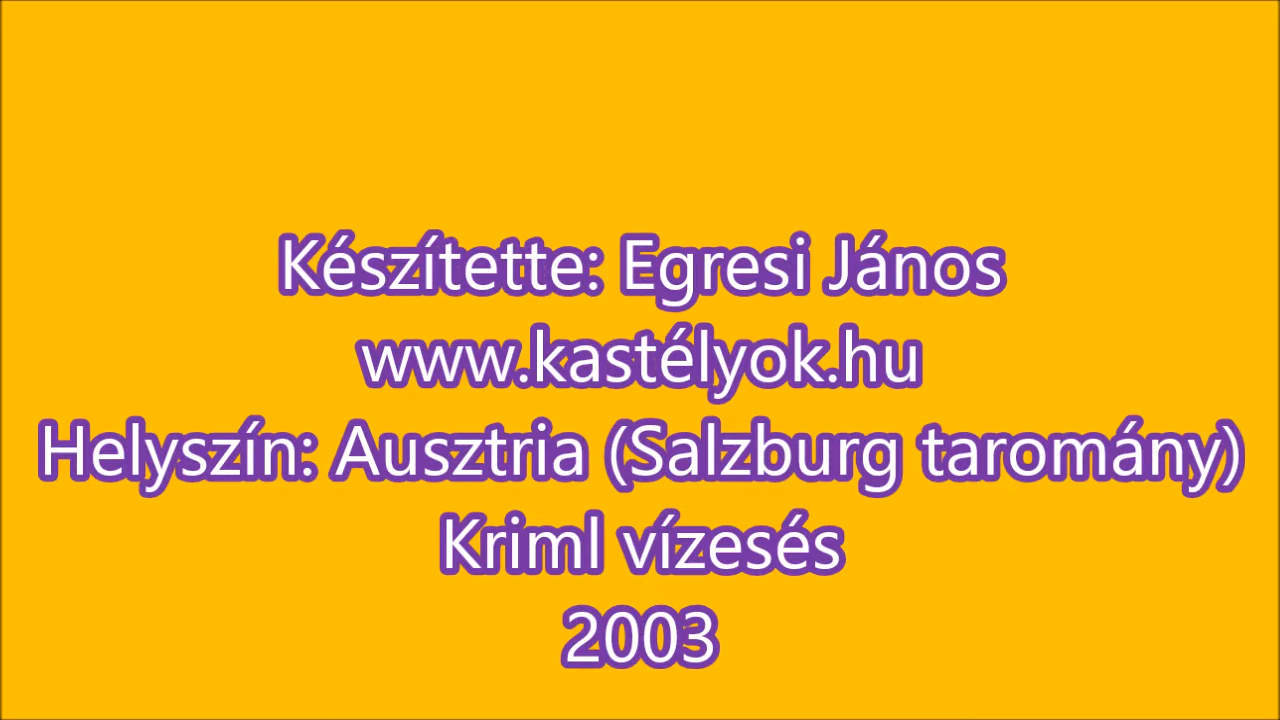 Készítette: Egresi János
www.kastélyok.hu
Helyszín: Ausztria (Salzburg taromány)
Kriml vízesés
2003